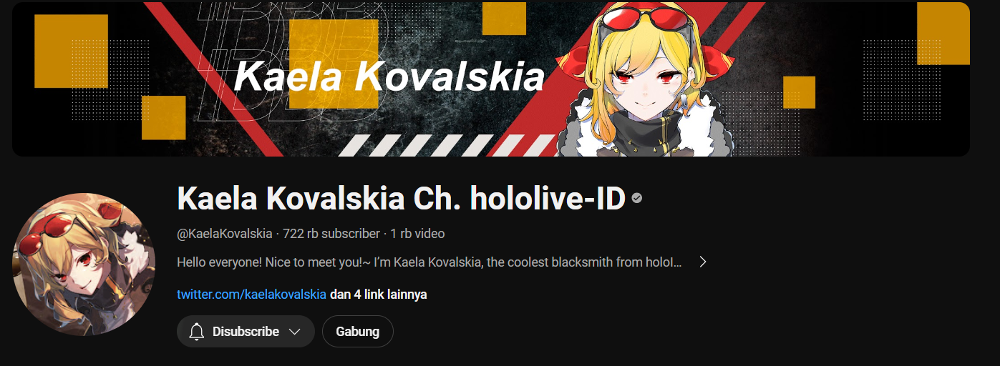 Kaela Kovalskia
Kaela Kovalskia Ch. hololive-ID
@KaelaKovalskia · 722 rb subscriber · 1 rb video
Hello everyone! Nice to meet you!~ I’m Kaela Kovalskia, the coolest blacksmith from holol...
twitter.com/kaelakovalskia dan 4 link lainnya
Disubscribe
Gabung